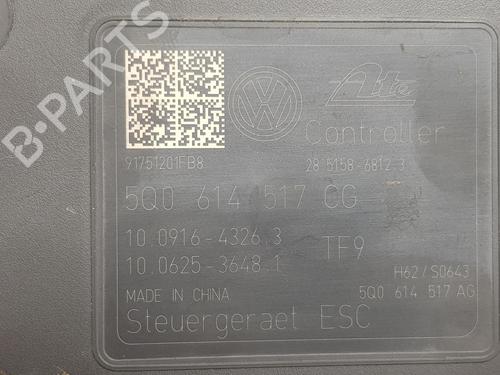 B-PARTS
Ate
Controller
91751201FB8 28.5158-6812.3
5Q0 614 517 CG
10.0916-4326.3
TF9
10.0625-3648.1
H62/S0643
MADE IN CHINA 5Q0 614 517 AG
Steuergeraet ESC